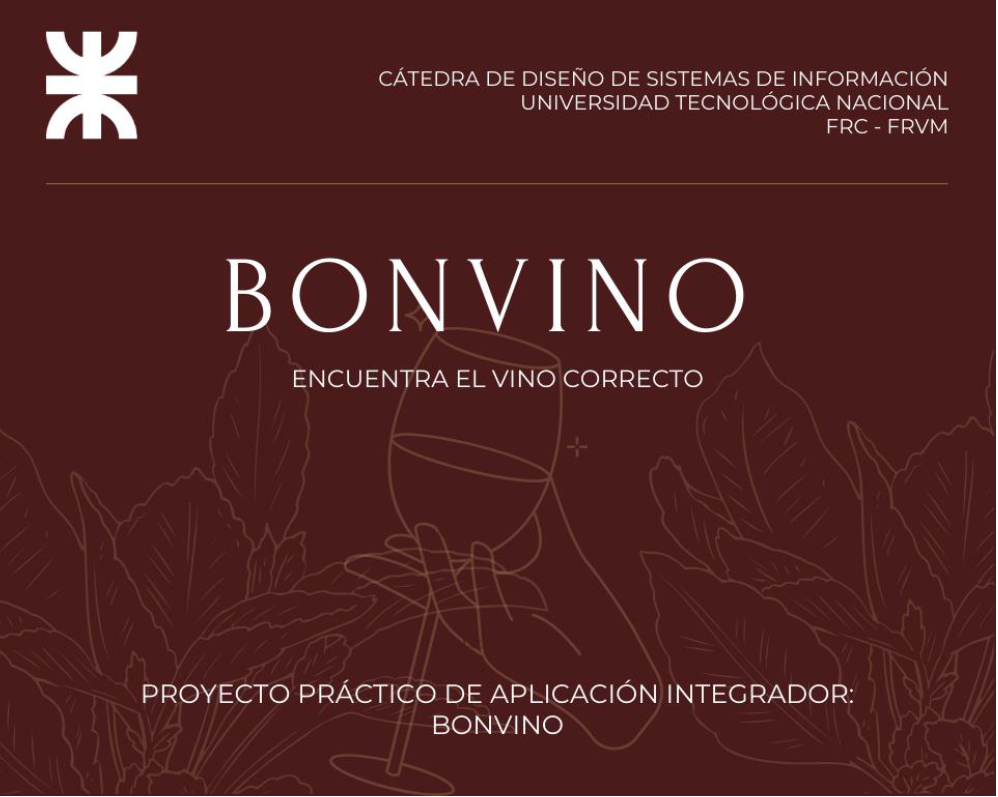 CÁTEDRA DE DISEÑO DE SISTEMAS DE INFORMACIÓN
UNIVERSIDAD TECNOLÓGICA NACIONAL
FRC - FRVM
BONVINO
ENCUENTRA EL VINO CORRECTO
PROYECTO PRÁCTICO DE APLICACIÓN INTEGRADOR:
BONVINO